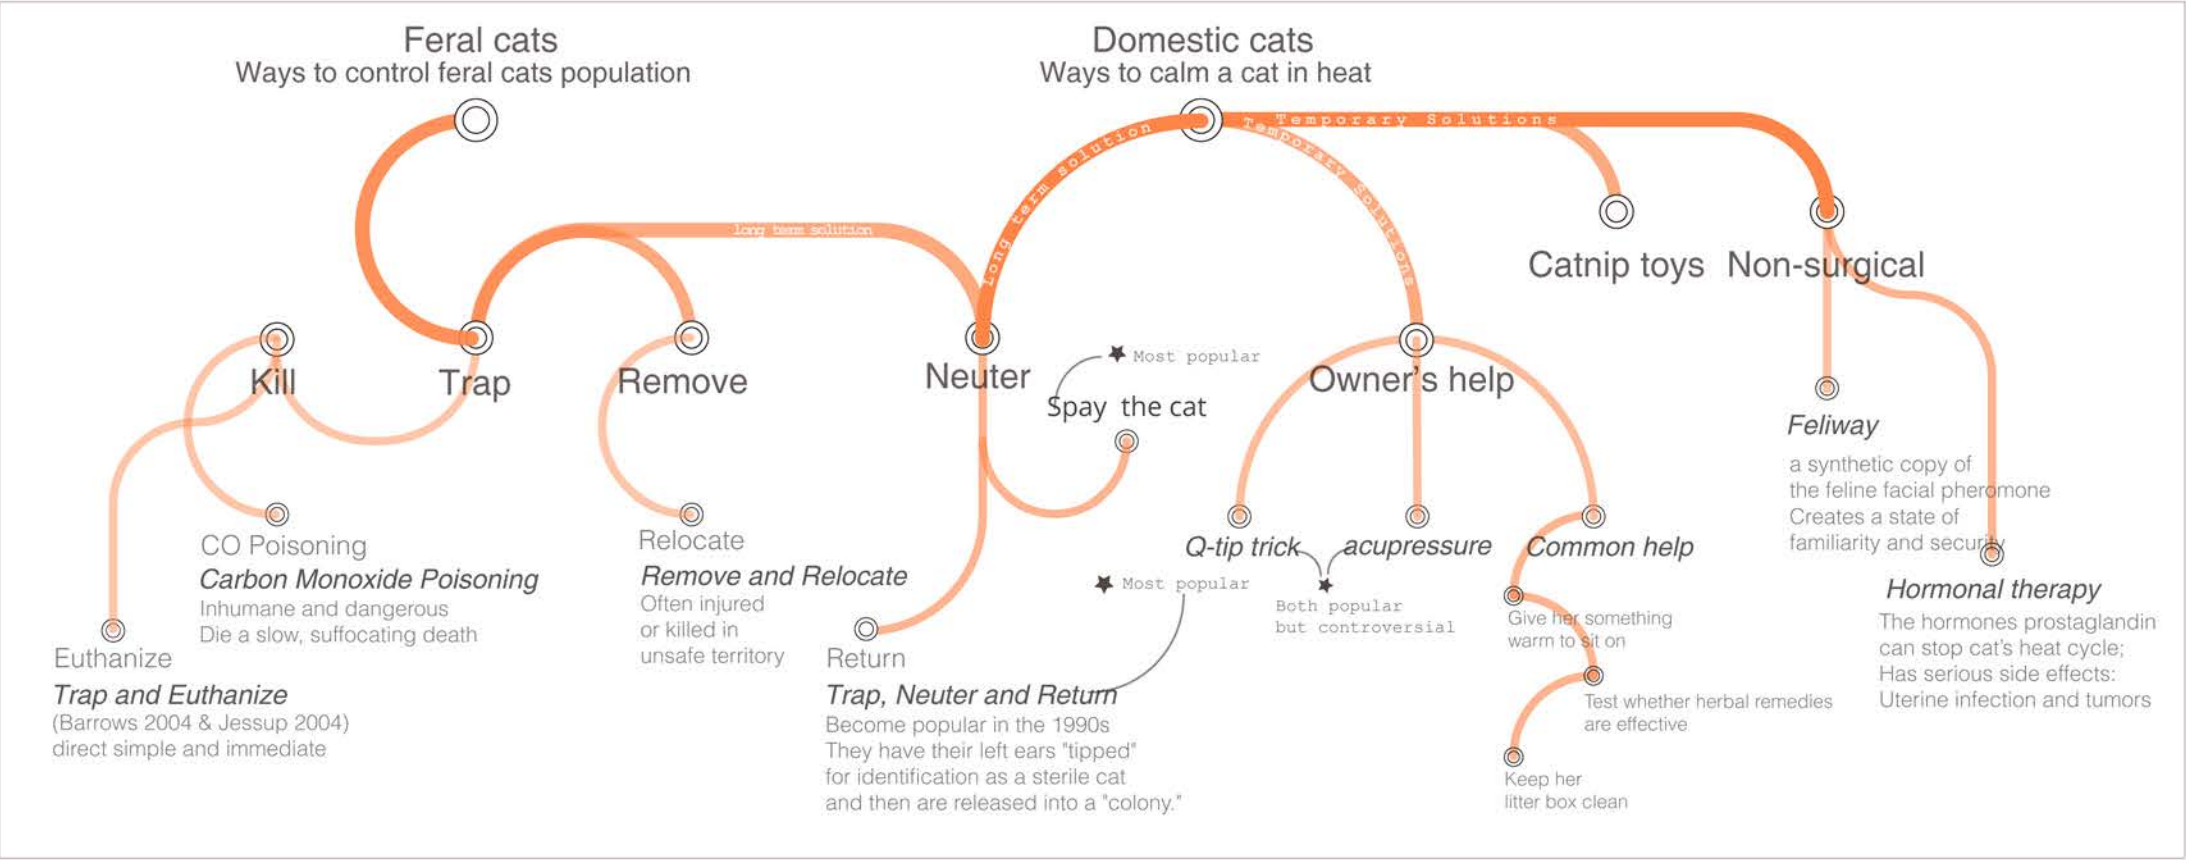 Feral cats
Ways to control feral cats population
Domestic cats
Ways to calm a cat in heat
Long term solution
Temporary Solutions
Temporary Solutions
long term solution
Kill
Trap
Remove
Neuter
Most popular
Spay the cat
Owner's help
Catnip toys
Non-surgical
Feliway
a synthetic copy of
the feline facial pheromone
Creates a state of
familiarity and security
CO Poisoning
Carbon Monoxide Poisoning
Inhumane and dangerous
Die a slow, suffocating death
Relocate
Remove and Relocate
Often injured
or killed in
unsafe territory
Q-tip trick
acupressure
Common help
Most popular
Both popular
but controversial
Give her something
warm to sit on
Test whether herbal remedies
are effective
Keep her
litter box clean
Hormonal therapy
The hormones prostaglandin
can stop cat's heat cycle;
Has serious side effects:
Uterine infection and tumors
Euthanize
Trap and Euthanize
(Barrows 2004 & Jessup 2004)
direct simple and immediate
Return
Trap, Neuter and Return
Become popular in the 1990s
They have their left ears "tipped"
for identification as a sterile cat
and then are released into a "colony."